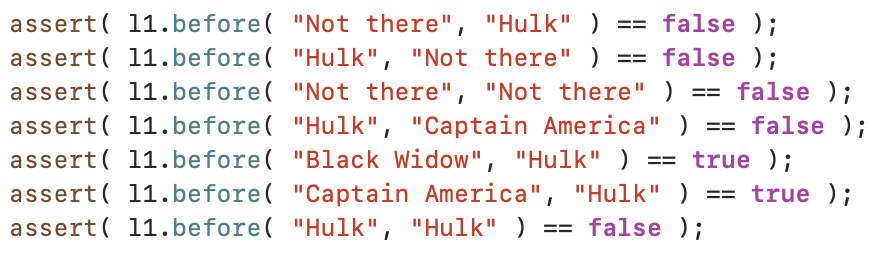 assert( l1.before( "Not there", "Hulk" ) == false );
assert( l1.before( "Hulk", "Not there" ) == false );
assert( l1.before( "Not there", "Not there" ) == false );
assert( l1.before( "Hulk", "Captain America" ) == false );
assert( l1.before( "Black Widow", "Hulk" ) == true );
assert( l1.before( "Captain America", "Hulk" ) == true );
assert( l1.before( "Hulk", "Hulk" ) == false );